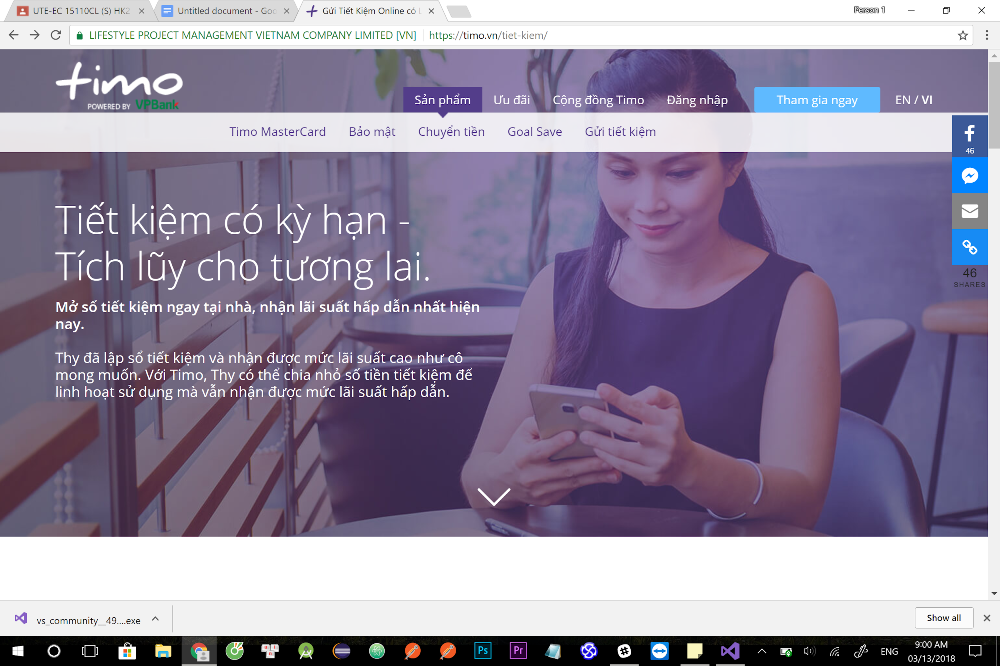 UTE-EC 15110CL (S) HK2
Untitled document - Goo
Gửi Tiết Kiệm Online có L
Person 1
LIFESTYLE PROJECT MANAGEMENT VIETNAM COMPANY LIMITED [VN]
https://timo.vn/tiet-kiem/
timo
POWERED BY VPBank
Sản phẩm
Ưu đãi
Cộng đồng Timo
Đăng nhập
Tham gia ngay
EN / VI
Timo MasterCard
Bảo mật
Chuyển tiền
Goal Save
Gửi tiết kiệm
46
46
SHARES
Tiết kiệm có kỳ hạn -
Tích lũy cho tương lai.
Mở sổ tiết kiệm ngay tại nhà, nhận lãi suất hấp dẫn nhất hiện
nay.
Thy đã lập sổ tiết kiệm và nhận được mức lãi suất cao như cô
mong muốn. Với Timo, Thy có thể chia nhỏ số tiền tiết kiệm để
linh hoạt sử dụng mà vẫn nhận được mức lãi suất hấp dẫn.
vs_community__49....exe
Show all
u i n
Ps
Pr
ENG
9:00 AM
03/13/2018